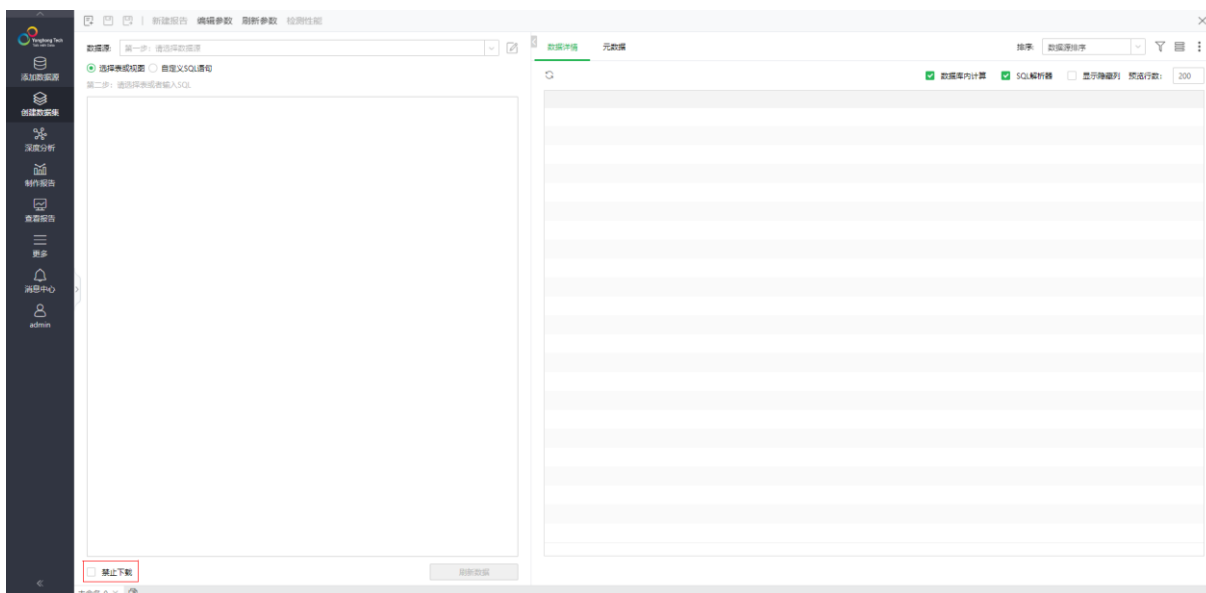 新建报告 编辑参数 刷新参数 检测性能
Yonghong Tech
添加数据源
创建数据集
深度分析
制作报告
查看报告
更多
消息中心
admin
数据源: 第一步：请选择数据源
选择表或视图 自定义SQL语句
第二步：请选择表或者输入SQL
禁止下载 刷新数据
数据详情 元数据 排序: 数据源排序
数据库内计算 SQL解析器 显示隐藏列 预览行数: 200